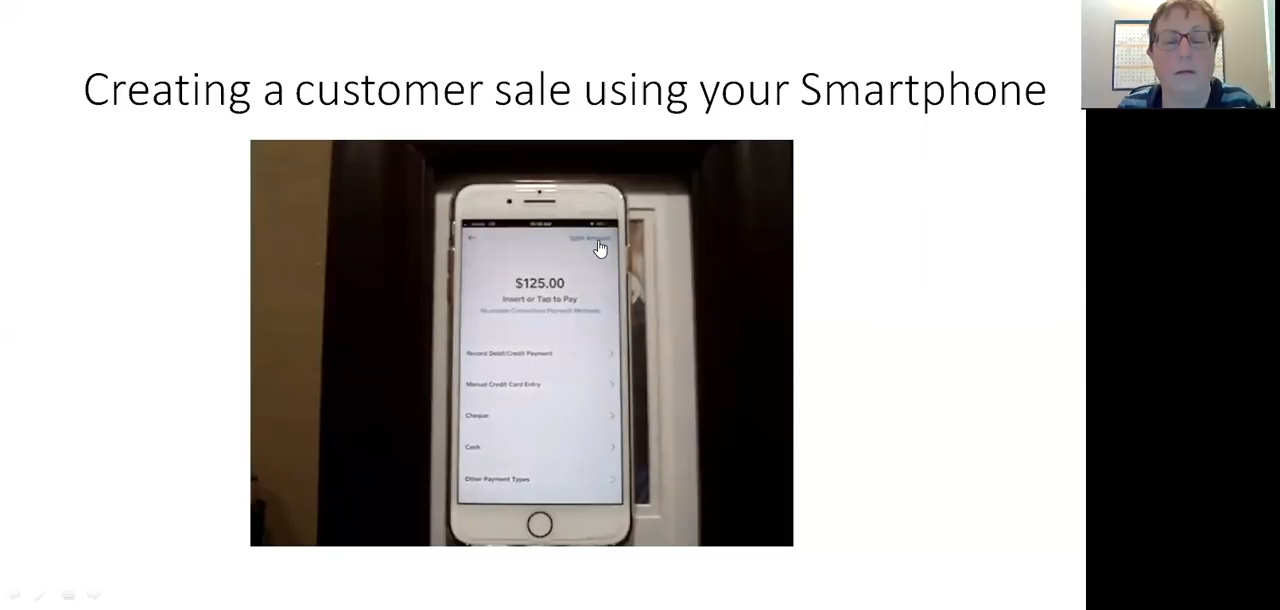 Creating a customer sale using your Smartphone
$125.00
Insert or Tap to Pay
Record Debit/Credit Payment
Manual Credit Card Entry
Cheque
Cash
Other Payment Types